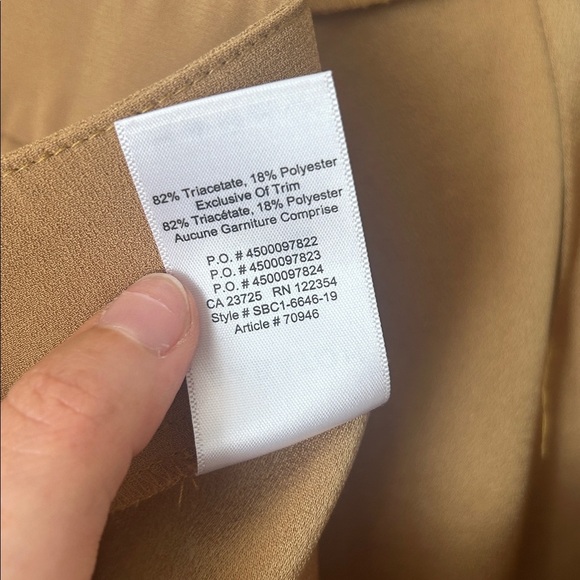 82% Triacetate, 18% Polyester
Exclusive Of Trim
82% Triacétate, 18% Polyester
Aucune Garniture Comprise
P.O. # 4500097822
P.O. # 4500097823
P.O. # 4500097824
CA 23725 RN 122354
Style # SBC1-6646-19
Article # 70946